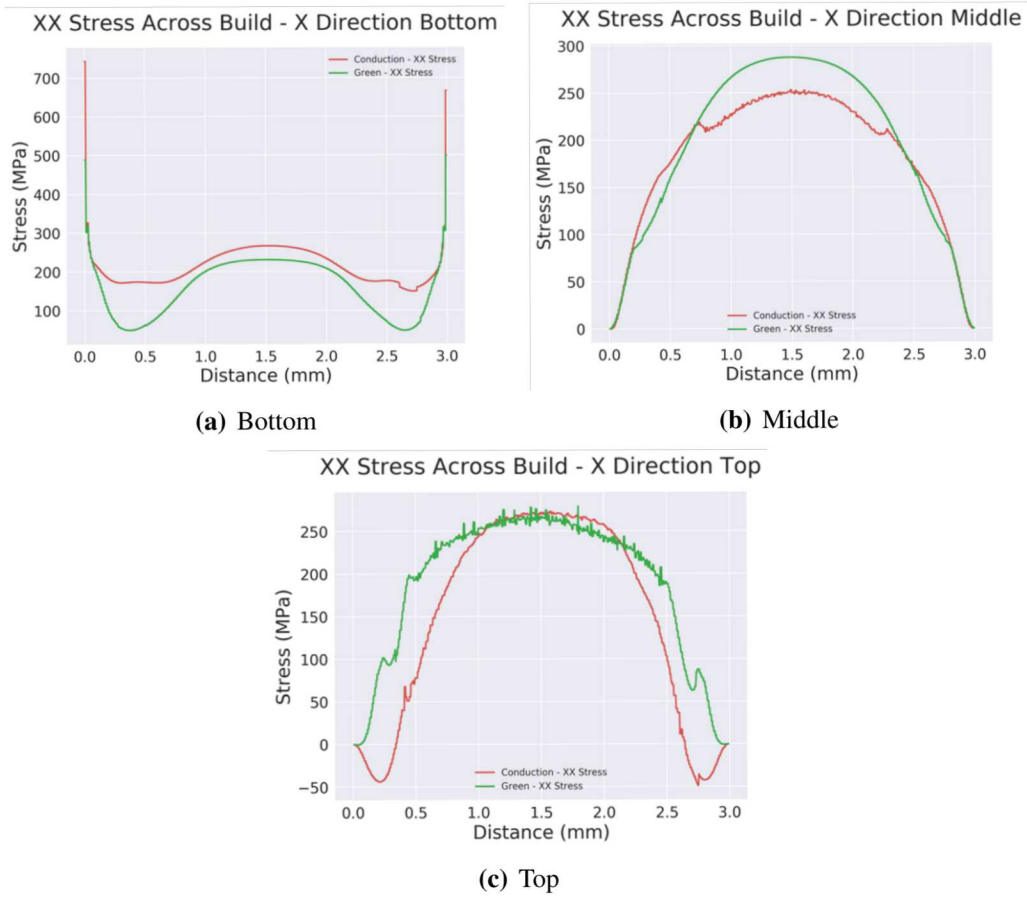 XX Stress Across Build - X Direction Bottom
Conduction - XX Stress
Green - XX Stress
Stress (MPa)
700
600
500
400
300
200
100
0.0 0.5 1.0 1.5 2.0 2.5 3.0
Distance (mm)
(a) Bottom
XX Stress Across Build - X Direction Middle
Stress (MPa)
300
250
200
150
100
50
0
Conduction - XX Stress
Green - XX Stress
0.0 0.5 1.0 1.5 2.0 2.5 3.0
Distance (mm)
(b) Middle
XX Stress Across Build - X Direction Top
Stress (MPa)
250
200
150
100
50
0
−50
Conduction - XX Stress
Green - XX Stress
0.0 0.5 1.0 1.5 2.0 2.5 3.0
Distance (mm)
(c) Top